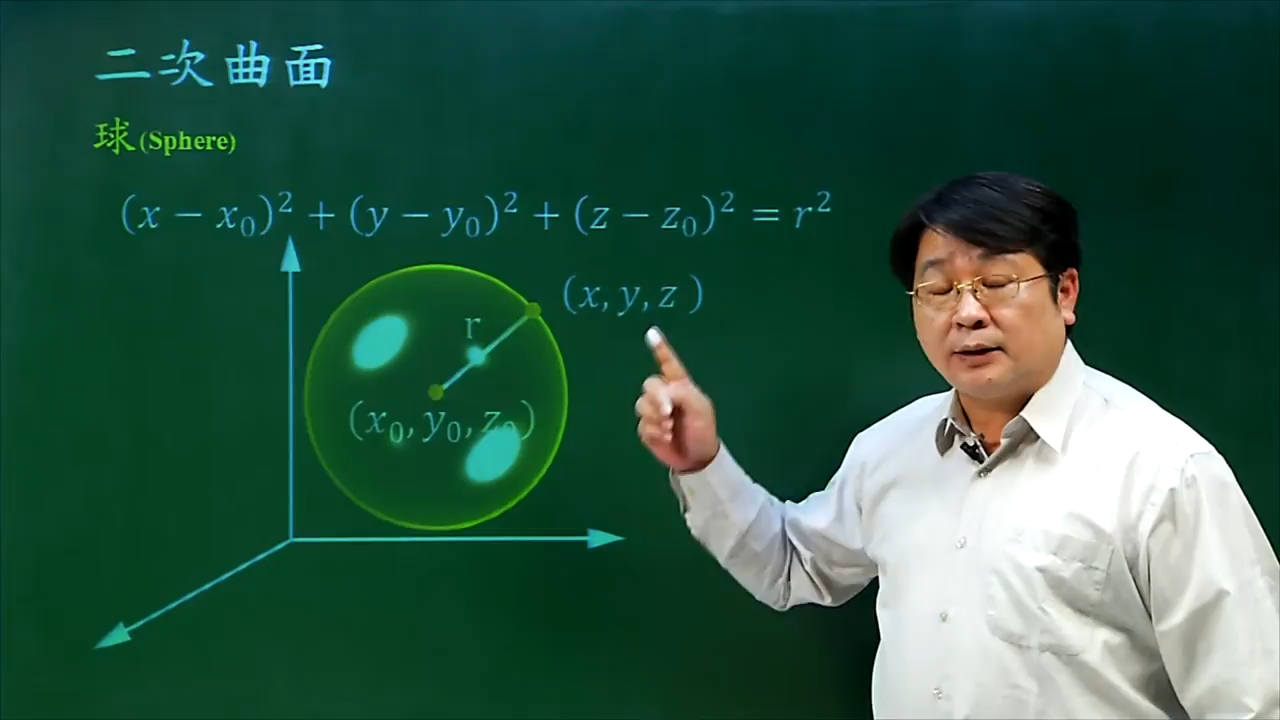 二次曲面
球(Sphere)
(x − x₀)² + (y − y₀)² + (z − z₀)² = r²
(x, y, z )
r
(x₀, y₀, z₀)